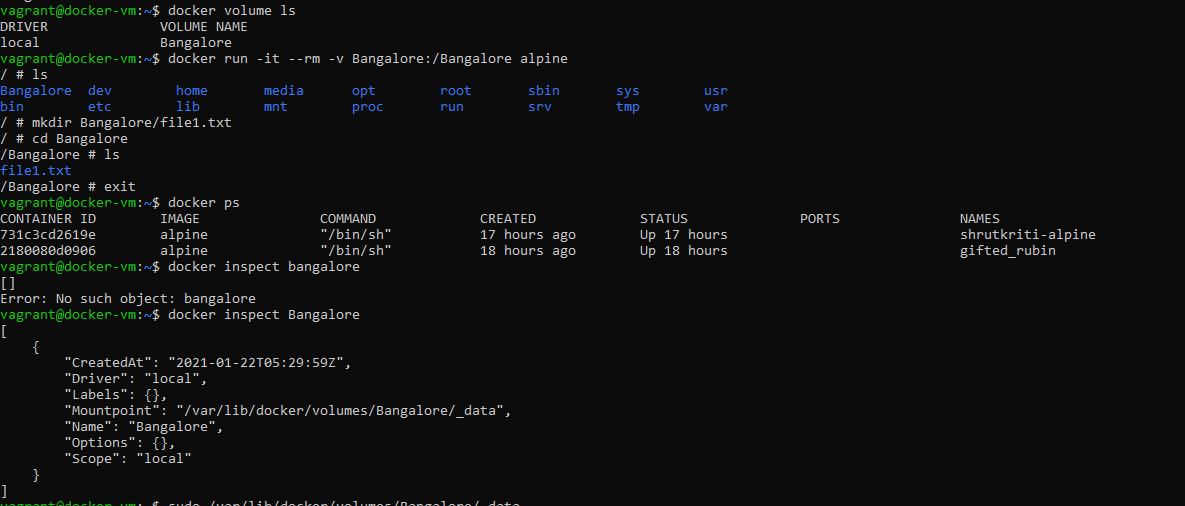 vagrant@docker-vm:~$ docker volume ls
DRIVER              VOLUME NAME
local               Bangalore
vagrant@docker-vm:~$ docker run -it --rm -v Bangalore:/Bangalore alpine
/ # ls
Bangalore  dev        home       media      opt        root       sbin       sys        usr
bin        etc        lib        mnt        proc       run        srv        tmp        var
/ # mkdir Bangalore/file1.txt
/ # cd Bangalore
/Bangalore # ls
file1.txt
/Bangalore # exit
vagrant@docker-vm:~$ docker ps
CONTAINER ID        IMAGE               COMMAND             CREATED             STATUS              PORTS               NAMES
731c3cd2619e        alpine              "/bin/sh"           17 hours ago        Up 17 hours                             shrutkriti-alpine
2180080d0906        alpine              "/bin/sh"           18 hours ago        Up 18 hours                             gifted_rubin
vagrant@docker-vm:~$ docker inspect bangalore
[]
Error: No such object: bangalore
vagrant@docker-vm:~$ docker inspect Bangalore
[
    {
        "CreatedAt": "2021-01-22T05:29:59Z",
        "Driver": "local",
        "Labels": {},
        "Mountpoint": "/var/lib/docker/volumes/Bangalore/_data",
        "Name": "Bangalore",
        "Options": {},
        "Scope": "local"
    }
]
vagrant@docker-vm:~$ sudo /var/lib/docker/volumes/Bangalore/_data